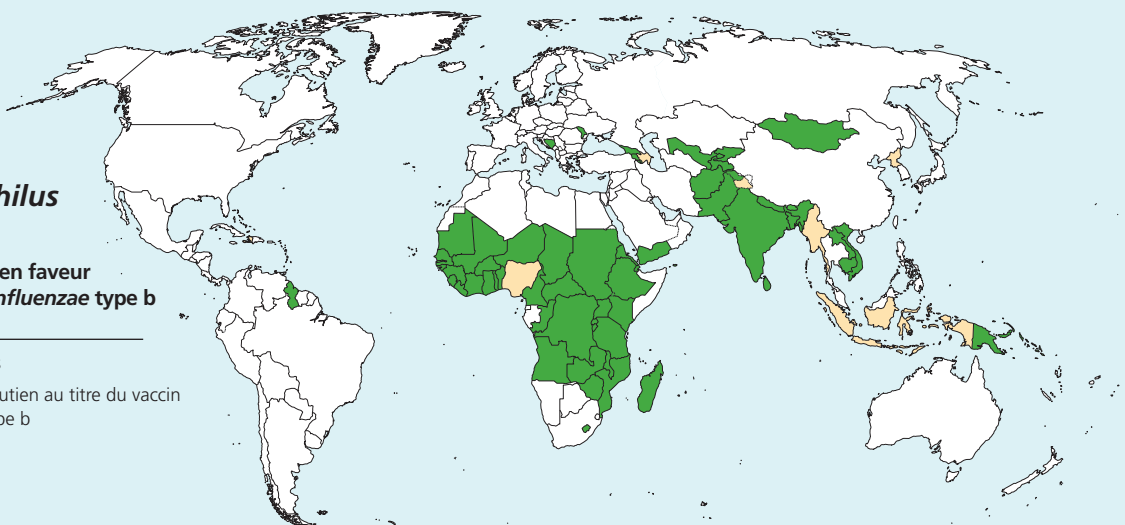 hilus
en faveur
nfluenzae type b
utien au titre du vaccin
pe b